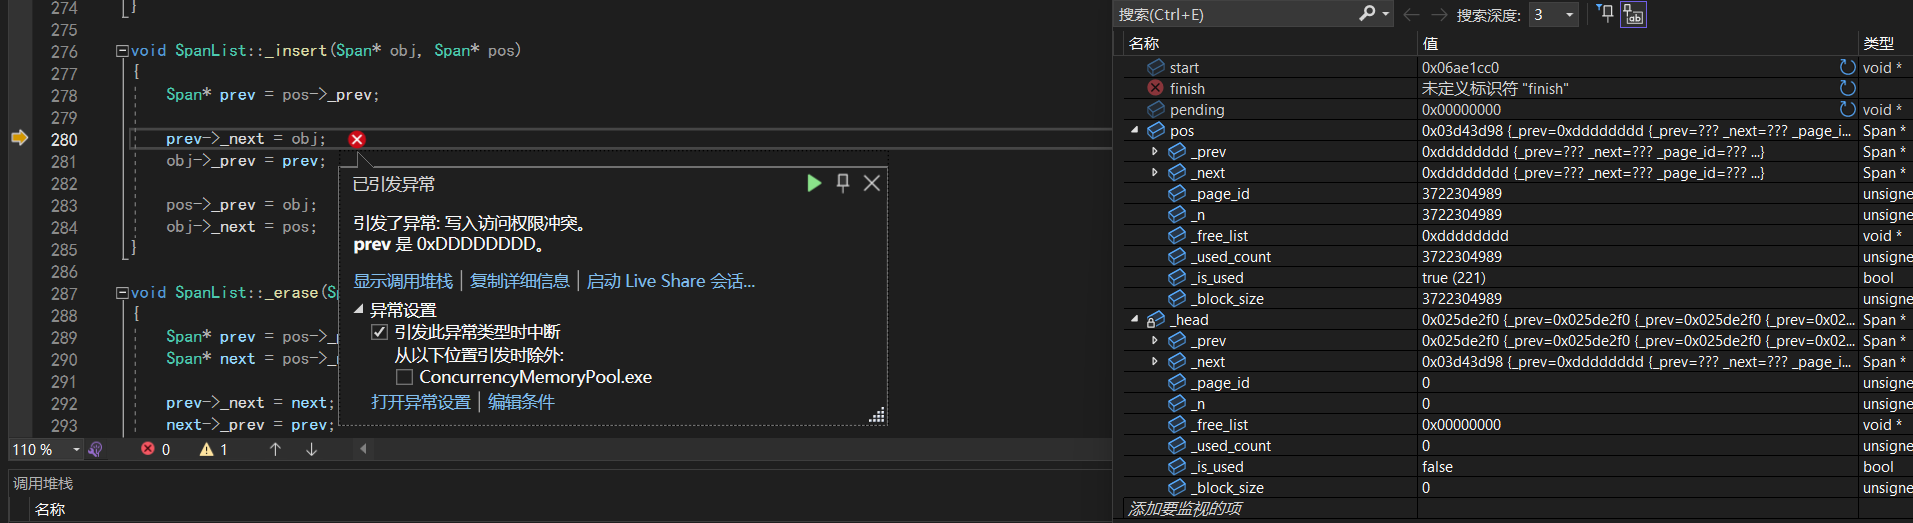 274 }
275
276 void SpanList::_insert(Span* obj, Span* pos)
277 {
278 Span* prev = pos->_prev;
279
280 prev->_next = obj;
281 obj->_prev = prev;
282
283 pos->_prev = obj;
284 obj->_next = pos;
285 }
286
287 void SpanList::_erase(S
288 {
289 Span* prev = pos->_
290 Span* next = pos->_
291
292 prev->_next = next;
293 next->_prev = prev;
已引发异常
引发了异常: 写入访问权限冲突。
prev 是 0xDDDDDDDD。
显示调用堆栈 | 复制详细信息 | 启动 Live Share 会话...
异常设置
引发此异常类型时中断
从以下位置引发时除外:
ConcurrencyMemoryPool.exe
打开异常设置 | 编辑条件
110 % 0 1
调用堆栈
名称
搜索(Ctrl+E) 搜索深度: 3
名称 值 类型
start 0x06ae1cc0 void *
finish 未定义标识符 "finish"
pending 0x00000000 void *
pos 0x03d43d98 {_prev=0xdddddddd {_prev=??? _next=??? _page_i... Span *
_prev 0xdddddddd {_prev=??? _next=??? _page_id=??? ...} Span *
_next 0xdddddddd {_prev=??? _next=??? _page_id=??? ...} Span *
_page_id 3722304989 unsigne
_n 3722304989 unsigne
_free_list 0xdddddddd void *
_used_count 3722304989 unsigne
_is_used true (221) bool
_block_size 3722304989 unsigne
_head 0x025de2f0 {_prev=0x025de2f0 {_prev=0x025de2f0 {_prev=0x02... Span *
_prev 0x025de2f0 {_prev=0x025de2f0 {_prev=0x025de2f0 {_prev=0x02... Span *
_next 0x03d43d98 {_prev=0xdddddddd {_prev=??? _next=??? _page_i... Span *
_page_id 0 unsigne
_n 0 unsigne
_free_list 0x00000000 void *
_used_count 0 unsigne
_is_used false bool
_block_size 0 unsigne
添加要监视的项